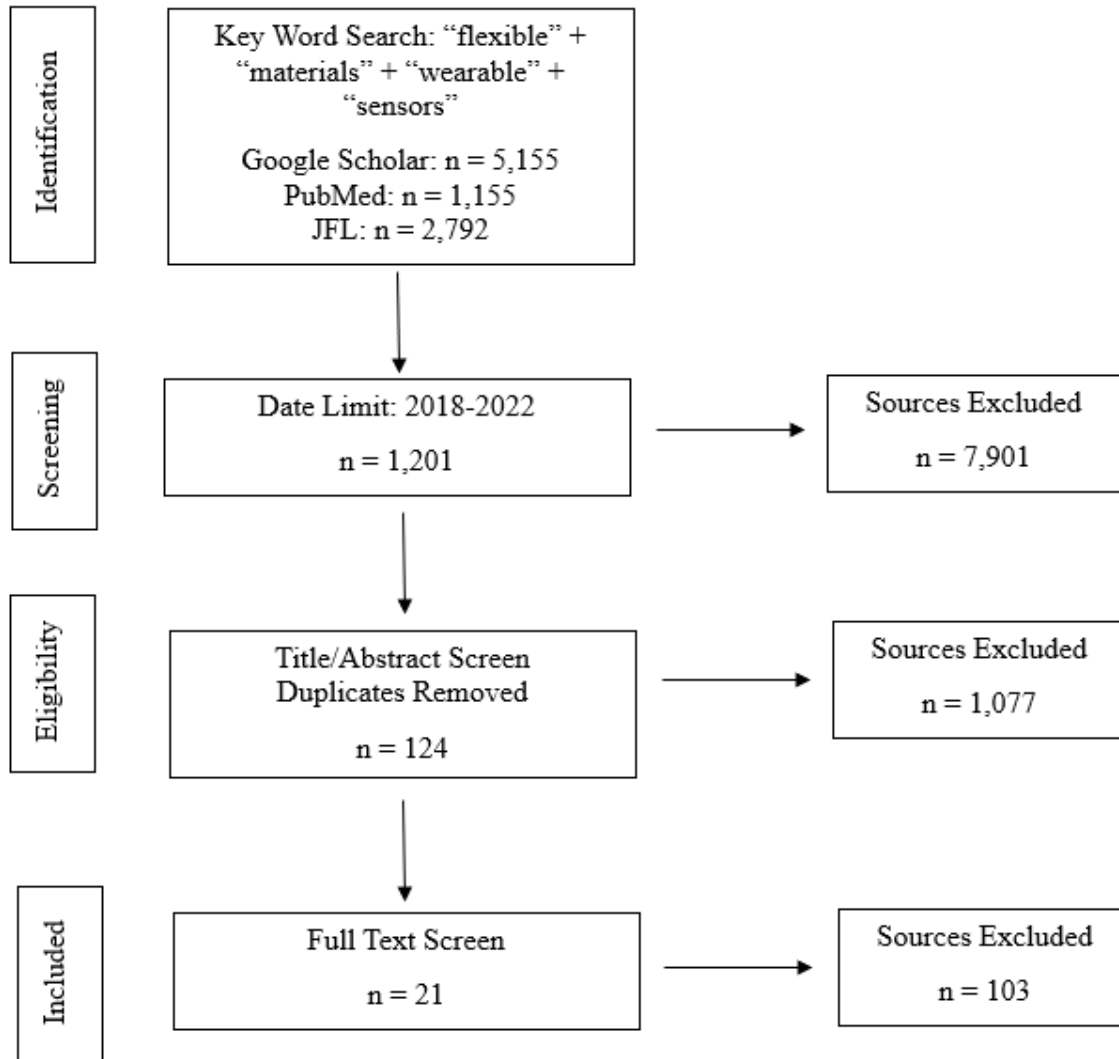 Identification
Key Word Search: “flexible” +
“materials” + “wearable” +
“sensors”
Google Scholar: n = 5,155
PubMed: n = 1,155
JFL: n = 2,792
Screening
Date Limit: 2018-2022
n = 1,201
Sources Excluded
n = 7,901
Eligibility
Title/Abstract Screen
Duplicates Removed
n = 124
Sources Excluded
n = 1,077
Included
Full Text Screen
n = 21
Sources Excluded
n = 103